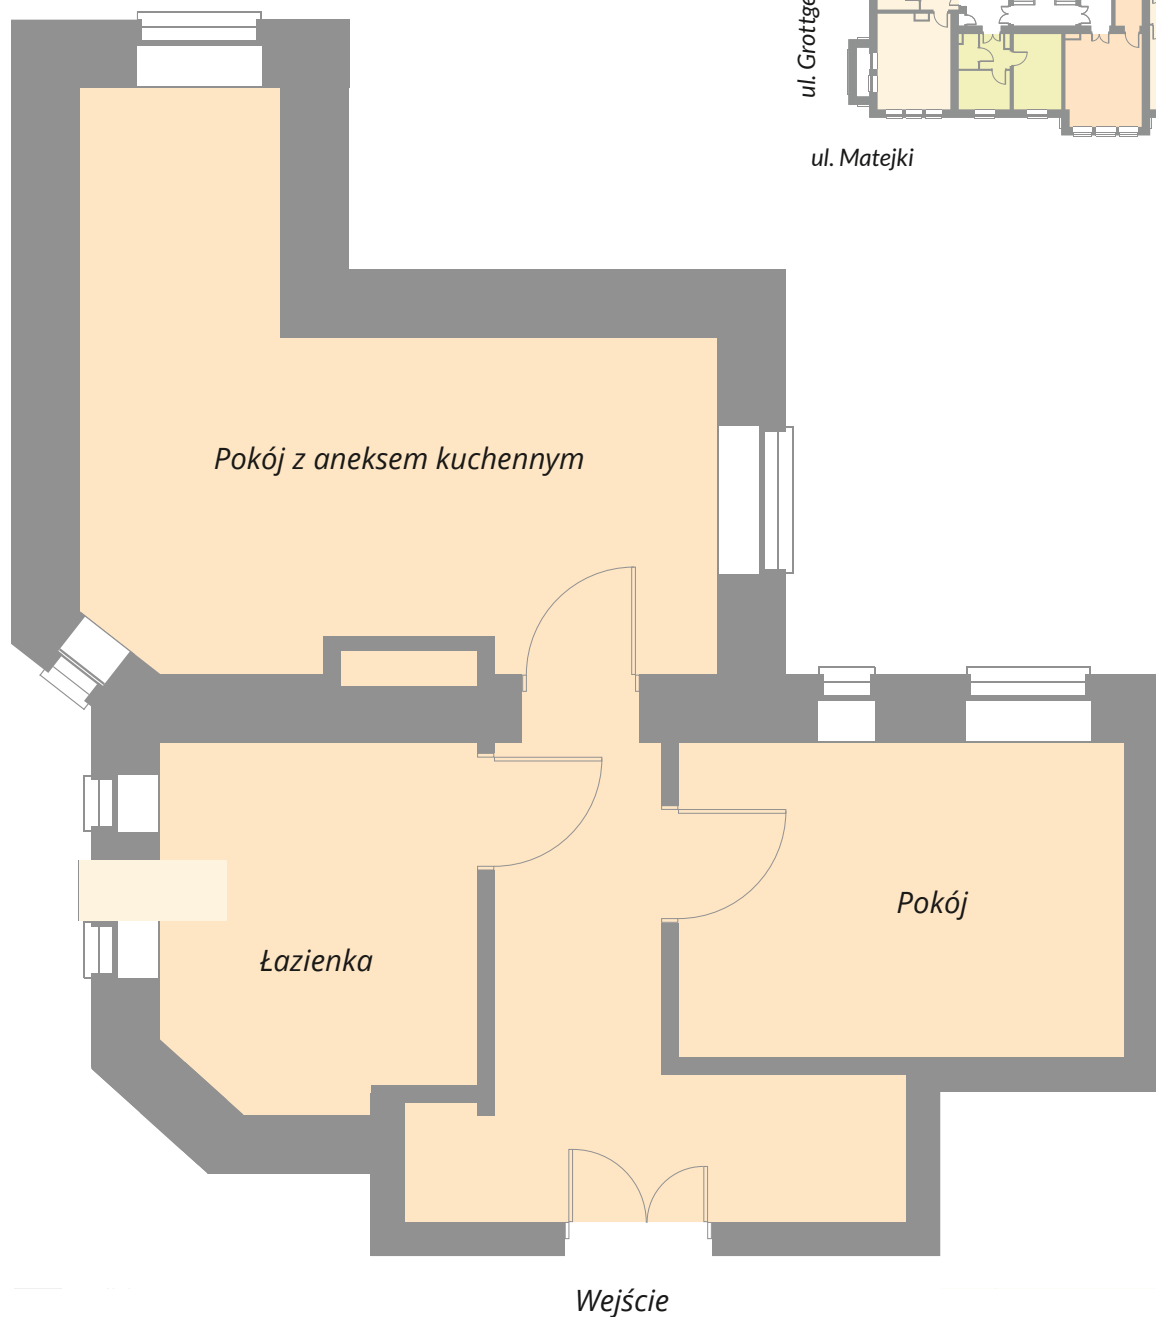 ul. Grottge
ul. Matejki
Pokój z aneksem kuchennym
Pokój
Łazienka
Wejście